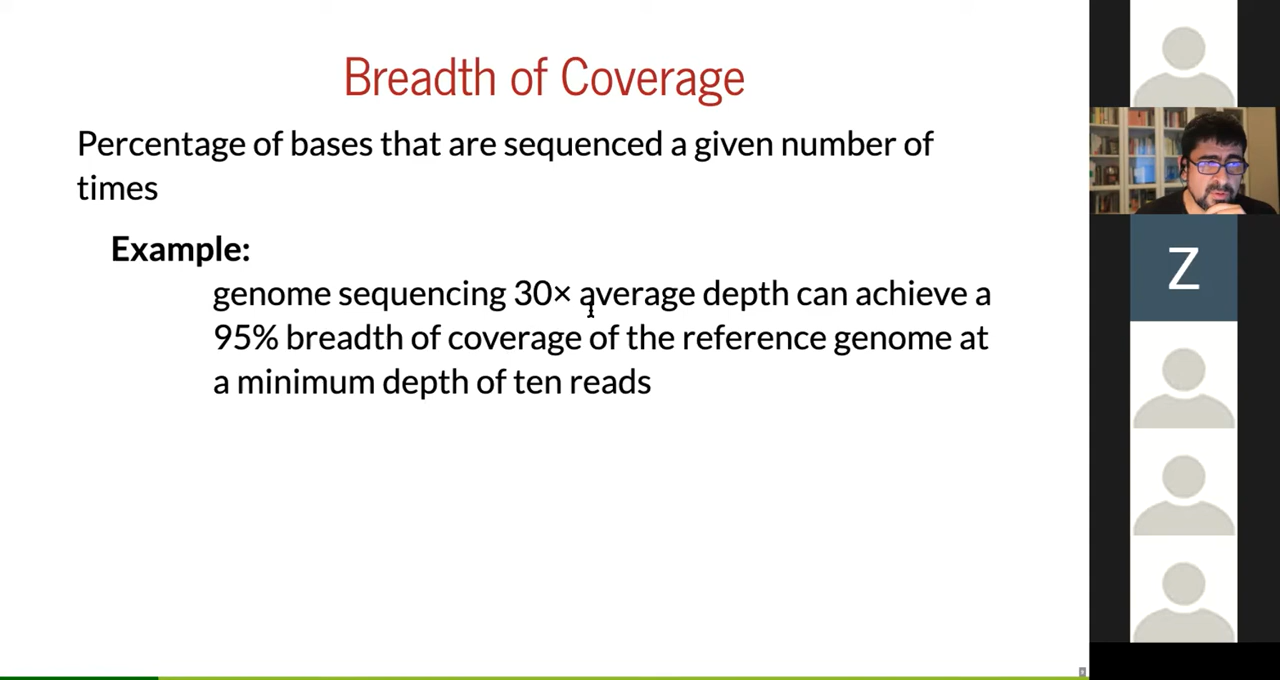 Breadth of Coverage
Percentage of bases that are sequenced a given number of
times
Example:
genome sequencing 30× average depth can achieve a
95% breadth of coverage of the reference genome at
a minimum depth of ten reads
Z